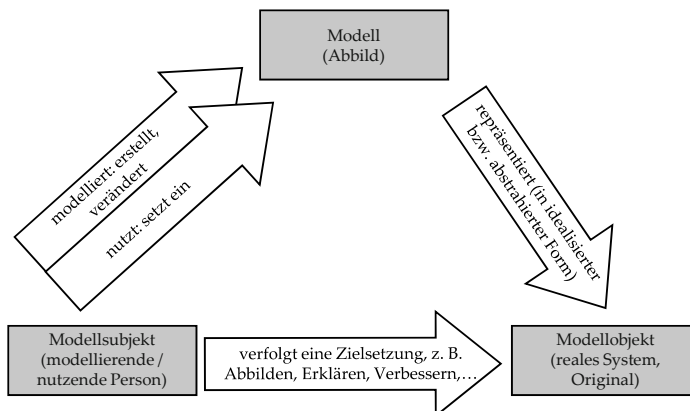 Modell
(Abbild)
modelliert: erstellt,
verändert
nutzt: setzt ein
repräsentiert (in idealisierter
bzw. abstrahierter Form)
Modellsubjekt
(modellierende /
nutzende Person)
verfolgt eine Zielsetzung, z. B.
Abbilden, Erklären, Verbessern,…
Modellobjekt
(reales System,
Original)